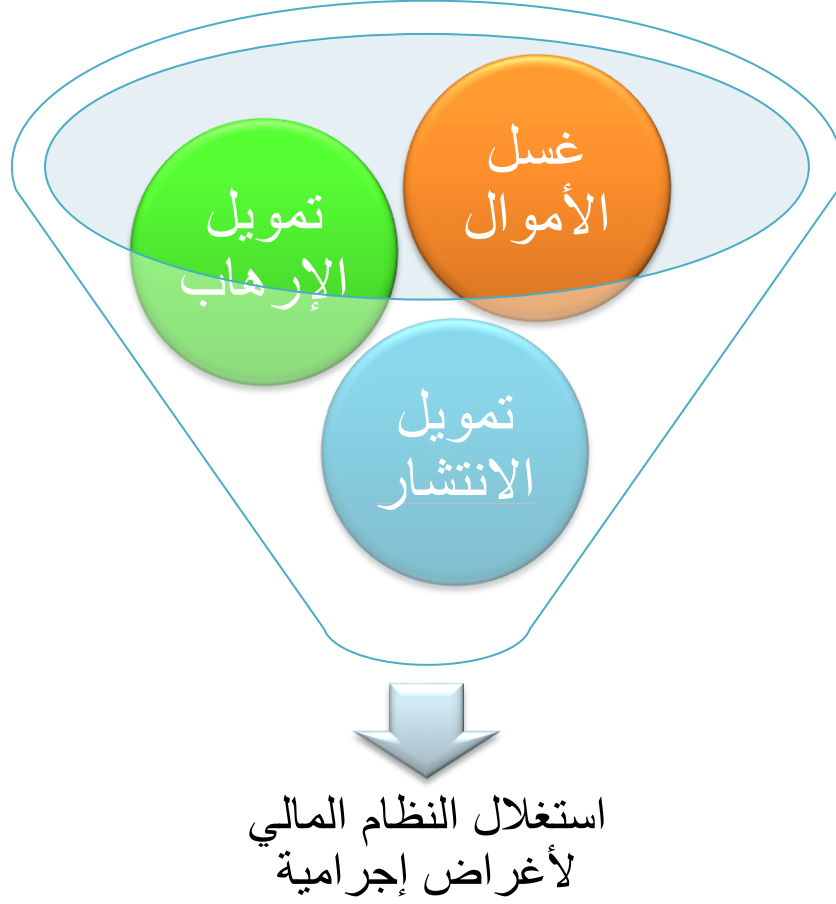 غسل
الأموال
تمويل
الإرهاب
تمويل
الانتشار
استغلال النظام المالي
لأغراض إجرامية